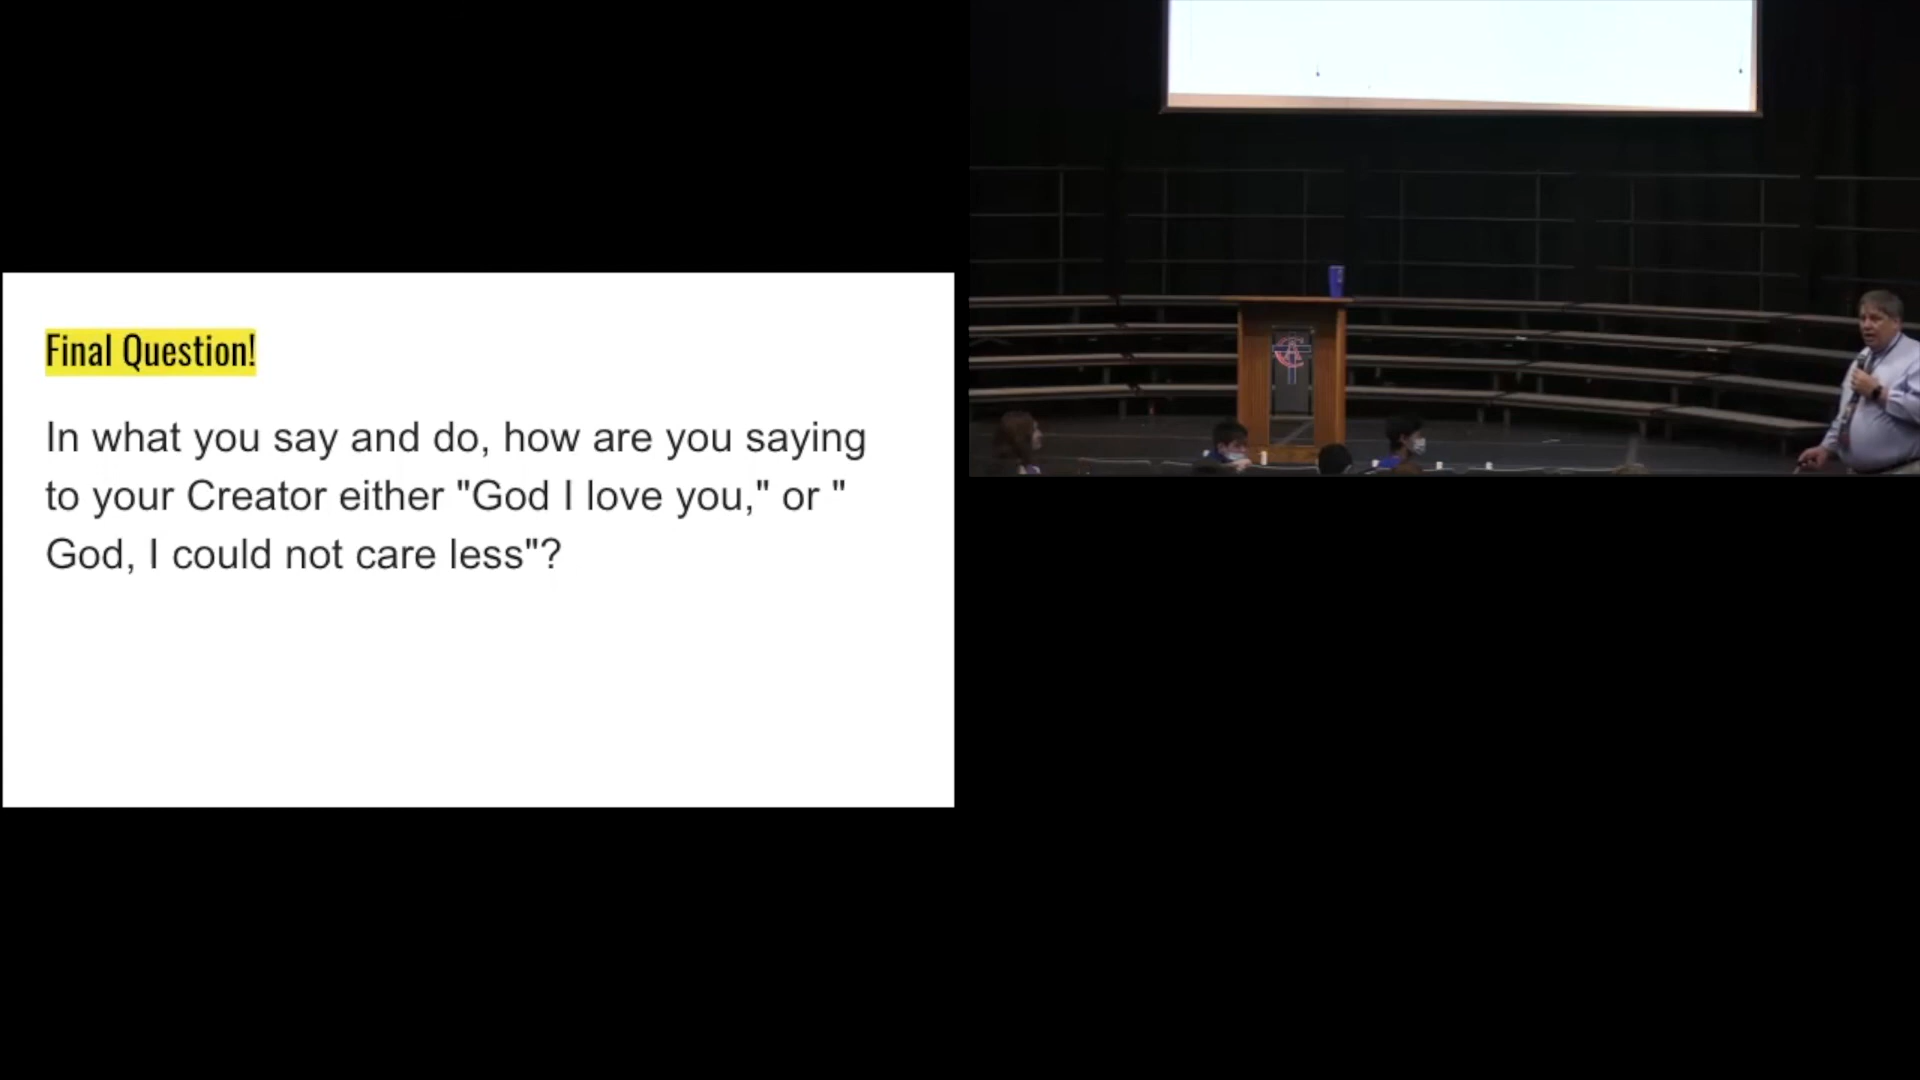 Final Question!
In what you say and do, how are you saying
to your Creator either "God I love you," or "
God, I could not care less"?